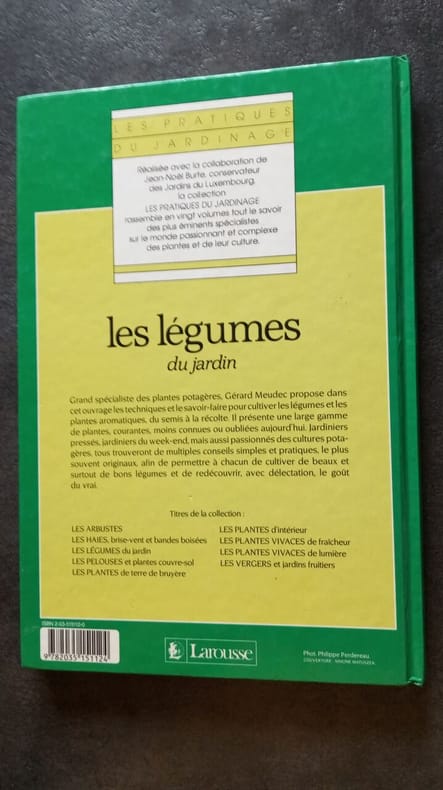 LES PRATIQUES
DU JARDINAGE
Réalisée avec la collaboration de
Jean-Noël Burte, conservateur
des Jardins du Luxembourg,
la collection
LES PRATIQUES DU JARDINAGE
rassemble en vingt volumes tout le savoir
des plus éminents spécialistes
sur le monde passionnant et complexe
des plantes et de leur culture.
les légumes
du jardin
Grand spécialiste des plantes potagères, Gérard Meudec propose dans
cet ouvrage les techniques et le savoir-faire pour cultiver les légumes et les
plantes aromatiques, du semis à la récolte. Il présente une large gamme
de plantes, courantes, moins connues ou oubliées aujourd'hui. Jardiniers
pressés, jardiniers du week-end, mais aussi passionnés des cultures pota-
gères, tous trouveront de multiples conseils simples et pratiques, le plus
souvent originaux, afin de permettre à chacun de cultiver de beaux et
surtout de bons légumes et de redécouvrir, avec délectation, le goût
du vrai.
Titres de la collection :
LES ARBUSTES
LES HAIES, brise-vent et bandes boisées
LES LÉGUMES du jardin
LES PELOUSES et plantes couvre-sol
LES PLANTES de terre de bruyère
LES PLANTES d'intérieur
LES PLANTES VIVACES de fraîcheur
LES PLANTES VIVACES de lumière
LES VERGERS et jardins fruitiers
9 782035 151124
Larousse
Phot. Philippe Perdereau